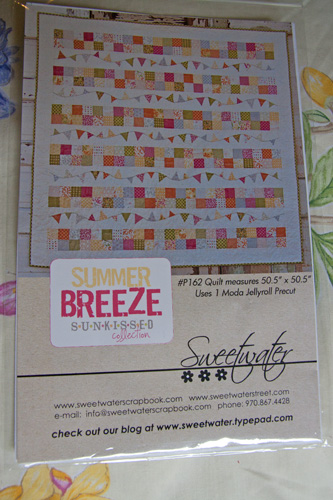 SUMMER
BREEZE
SUNKISSED
collection
#P162 Quilt measures 50.5" x 50.5"
Uses 1 Moda Jellyroll Precut
Sweetwater
www.sweetwaterscrapbook.com www.sweetwaterstreet.com
e-mail: info@sweetwaterscrapbook.com phone: 970.867.4428
check out our blog at www.sweetwater.typepad.com